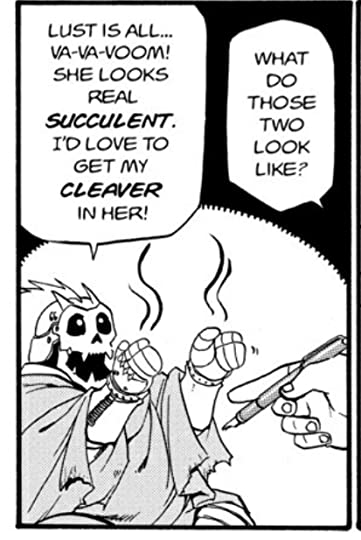 WHAT
DO
THOSE
TWO
LOOK
LIKE?
LUST IS ALL...
VA-VA-VOOM!
SHE LOOKS
REAL
SUCCULENT.
I'D LOVE TO
GET MY
CLEAVER
IN HER!